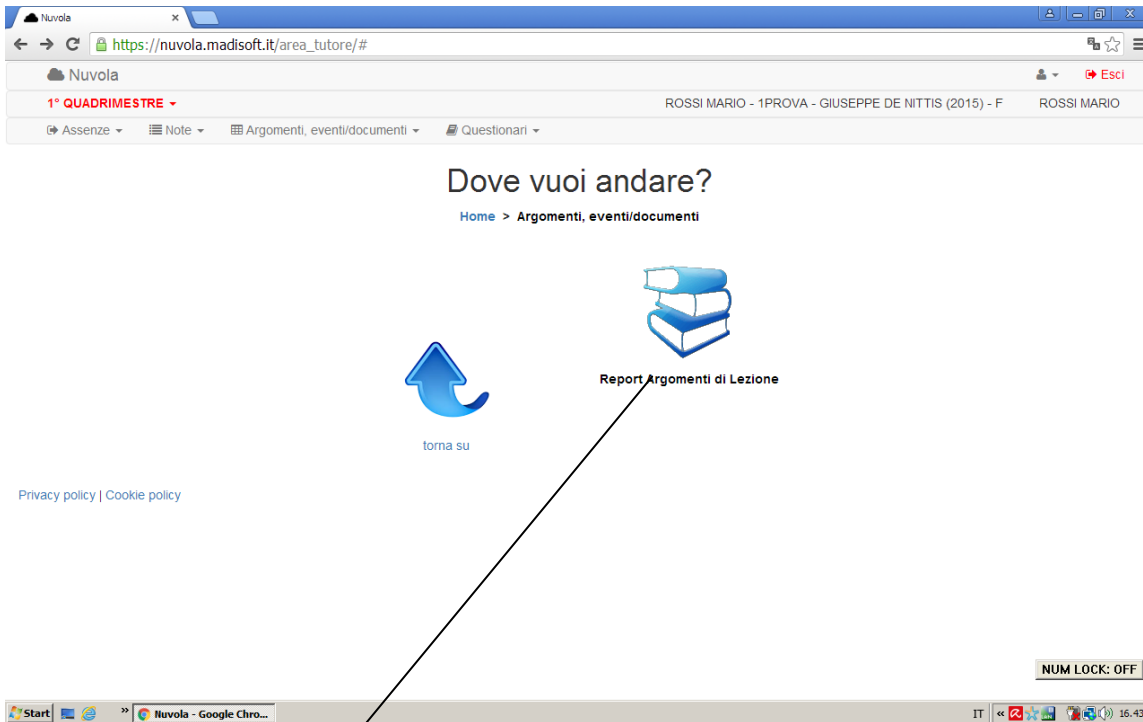 Nuvola
https://nuvola.madisoft.it/area_tutore/#
Nuvola
Esci
1° QUADRIMESTRE
ROSSI MARIO - 1PROVA - GIUSEPPE DE NITTIS (2015) - F
ROSSI MARIO
Assenze
Note
Argomenti, eventi/documenti
Questionari
Dove vuoi andare?
Home > Argomenti, eventi/documenti
Report Argomenti di Lezione
torna su
Privacy policy | Cookie policy
NUM LOCK: OFF
Start
Nuvola - Google Chro...
IT
16.43